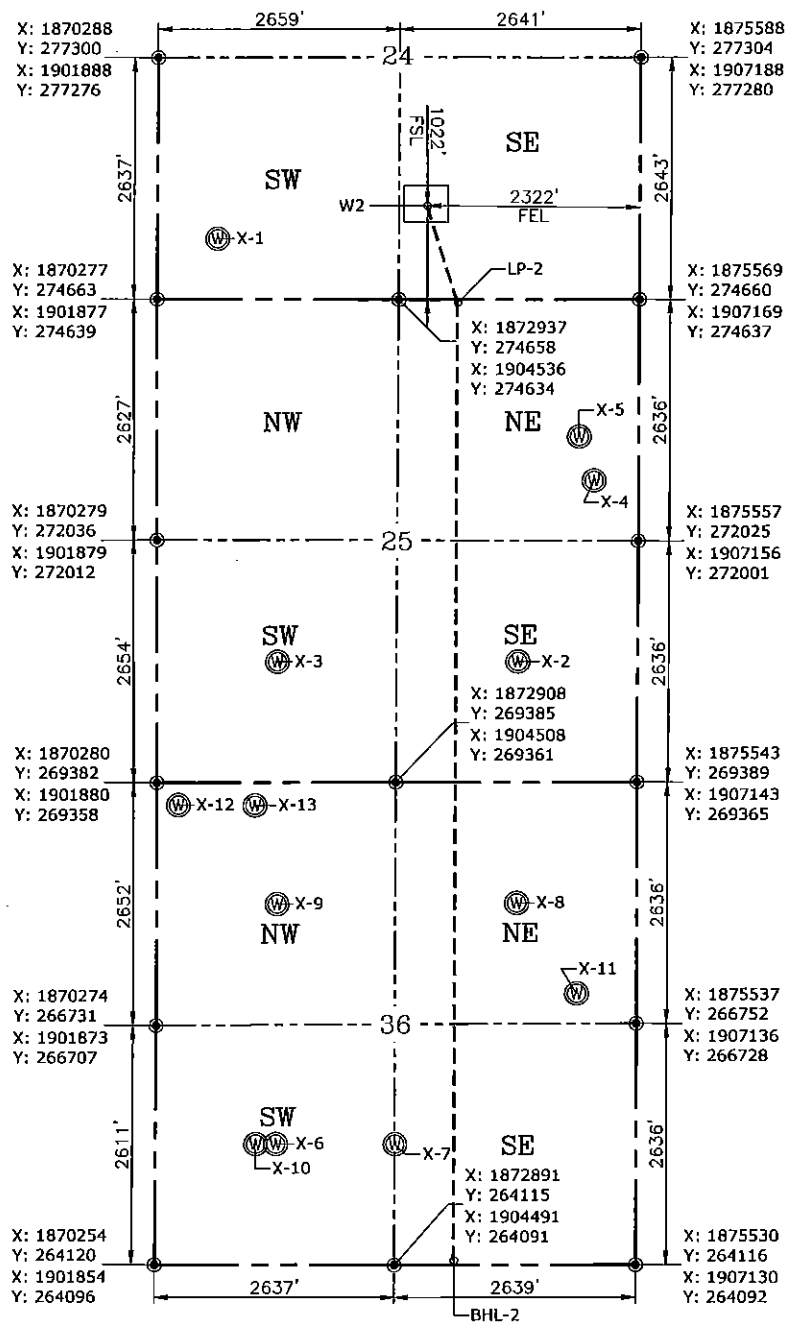 2659'
2641'
X: 1870288
Y: 277300
X: 1901888
Y: 277276
24
X: 1875588
Y: 277304
X: 1907188
Y: 277280
2637'
SW
1022'
FSL
SE
2643'
W2
2322'
FEL
X-1
LP-2
X: 1870277
Y: 274663
X: 1901877
Y: 274639
X: 1872937
Y: 274658
X: 1904536
Y: 274634
X: 1875569
Y: 274660
X: 1907169
Y: 274637
2627'
NW
NE
X-5
2636'
W
W
X-4
W
X: 1870279
Y: 272036
X: 1901879
Y: 272012
25
X: 1875557
Y: 272025
X: 1907156
Y: 272001
2654'
SW
SE
2636'
W
X-3
W
X-2
X: 1870280
Y: 269382
X: 1901880
Y: 269358
X: 1872908
Y: 269385
X: 1904508
Y: 269361
X: 1875543
Y: 269389
X: 1907143
Y: 269365
W
X-12
W
X-13
2652'
W
X-9
W
X-8
2636'
NW
NE
X-11
W
X: 1870274
Y: 266731
X: 1901873
Y: 266707
36
X: 1875537
Y: 266752
X: 1907136
Y: 266728
2611'
SW
W
W
X-6
X-10
W
X-7
SE
2636'
X: 1872891
Y: 264115
X: 1904491
Y: 264091
X: 1870254
Y: 264120
X: 1901854
Y: 264096
X: 1875530
Y: 264116
X: 1907130
Y: 264092
2637'
2639'
BHL-2